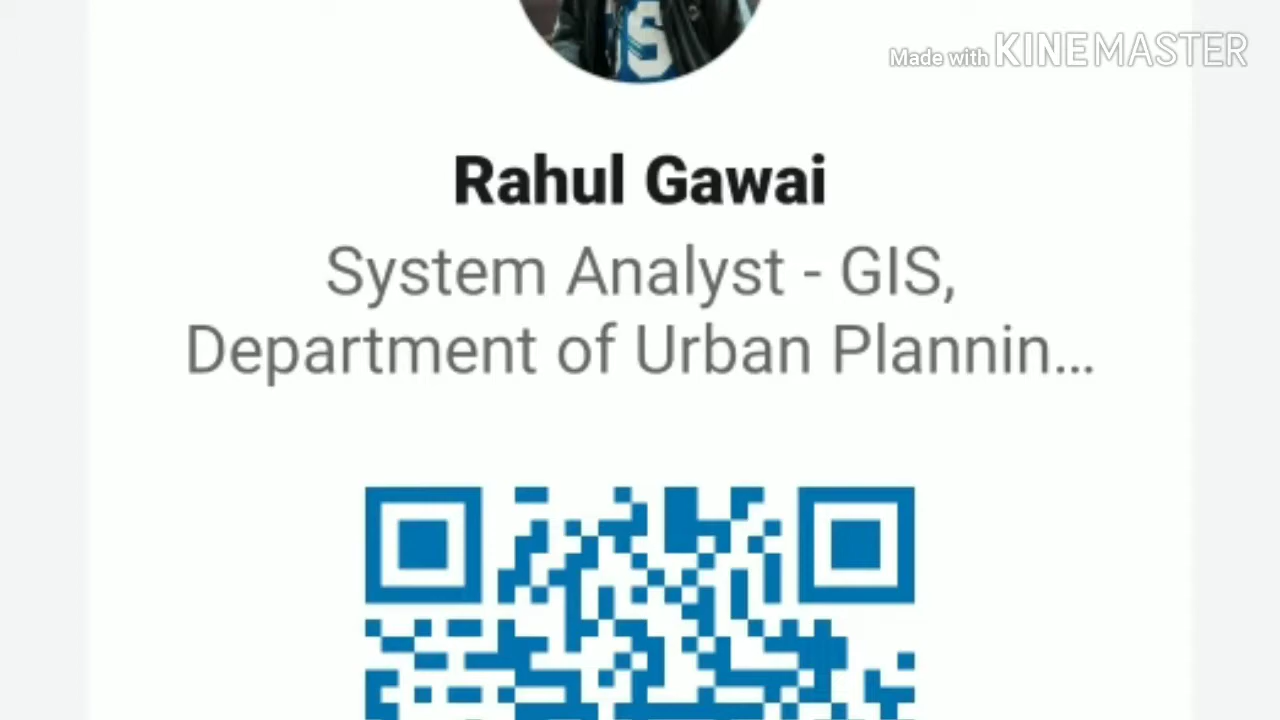 Made with KINEMASTER
S
Rahul Gawai
System Analyst - GIS,
Department of Urban Plannin...